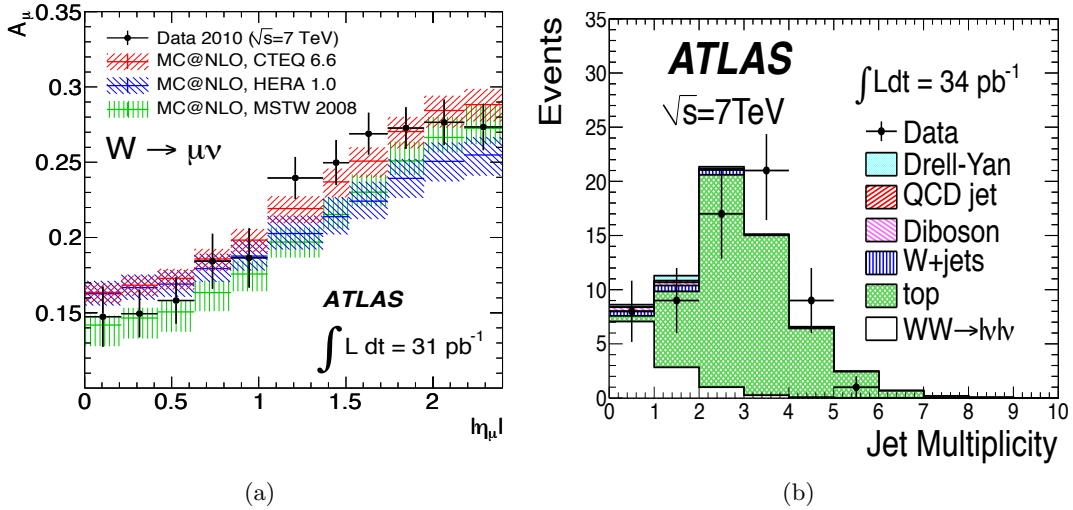 A_μ
0.35
0.3
0.25
0.2
0.15
0.1
Data 2010 (√s=7 TeV)
MC@NLO, CTEQ 6.6
MC@NLO, HERA 1.0
MC@NLO, MSTW 2008
W → μν
ATLAS
∫ L dt = 31 pb⁻¹
0 0.5 1 1.5 2
|η_μ|
(a)
Events
35
30
25
20
15
10
5
0
ATLAS
√s=7TeV
∫Ldt = 34 pb⁻¹
Data
Drell-Yan
QCD jet
Diboson
W+jets
top
WW→lνlν
0 1 2 3 4 5 6 7 8 9 10
Jet Multiplicity
(b)